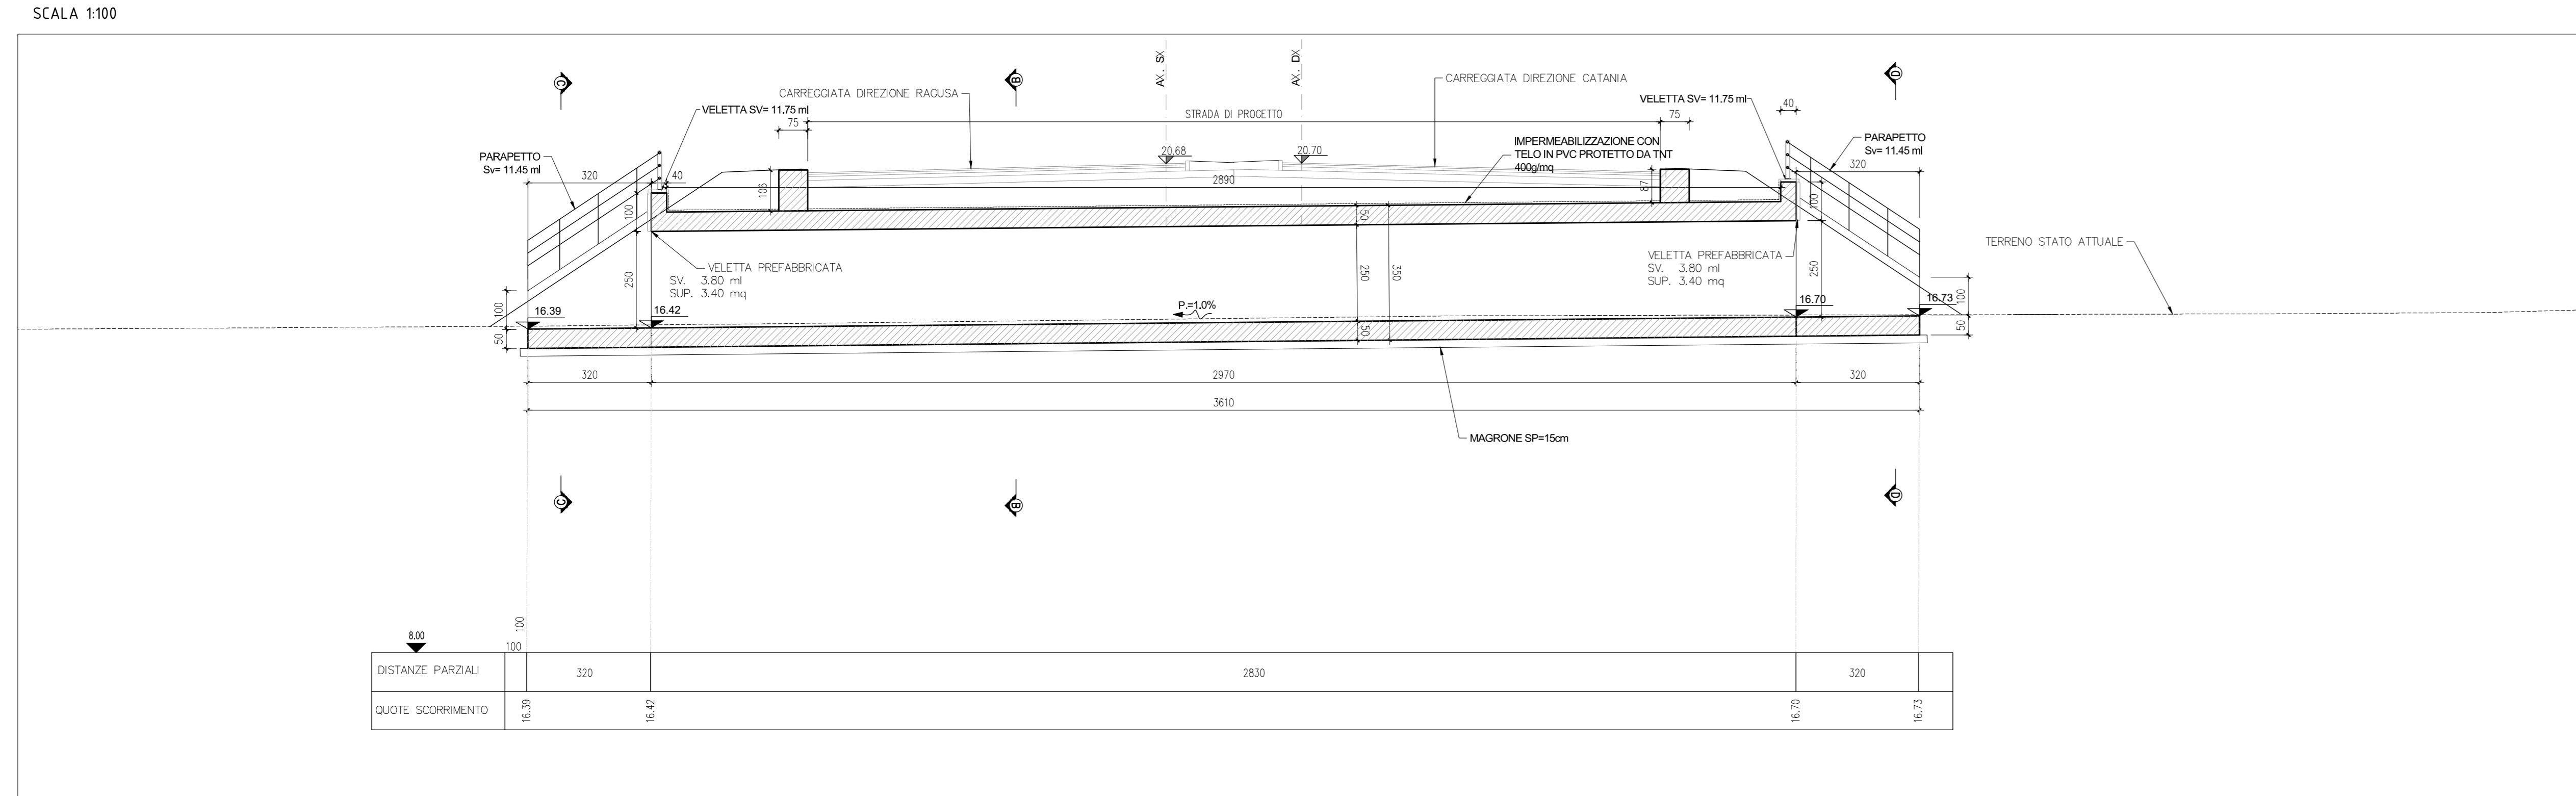 SCALA 1:100
C
B
D
AX. SX
AX. DX
CARREGGIATA DIREZIONE RAGUSA
CARREGGIATA DIREZIONE CATANIA
VELETTA SV= 11.75 ml
VELETTA SV= 11.75 ml
40
75
STRADA DI PROGETTO
75
IMPERMEABILIZZAZIONE CON
TELO IN PVC PROTETTO DA TNT
400g/mq
PARAPETTO
Sv= 11.45 ml
PARAPETTO
Sv= 11.45 ml
20.68
20.70
320
40
320
106
2890
87
100
50
100
250
250
350
250
VELETTA PREFABBRICATA
SV. 3.80 ml
SUP. 3.40 mq
VELETTA PREFABBRICATA
SV. 3.80 ml
SUP. 3.40 mq
TERRENO STATO ATTUALE
100
16.39
16.42
P.=1.0%
16.70
16.73
100
50
50
50
320
2970
320
3610
MAGRONE SP=15cm
C
B
D
100
8.00
100
DISTANZE PARZIALI
320
2830
320
QUOTE SCORRIMENTO
16.39
16.42
16.70
16.73